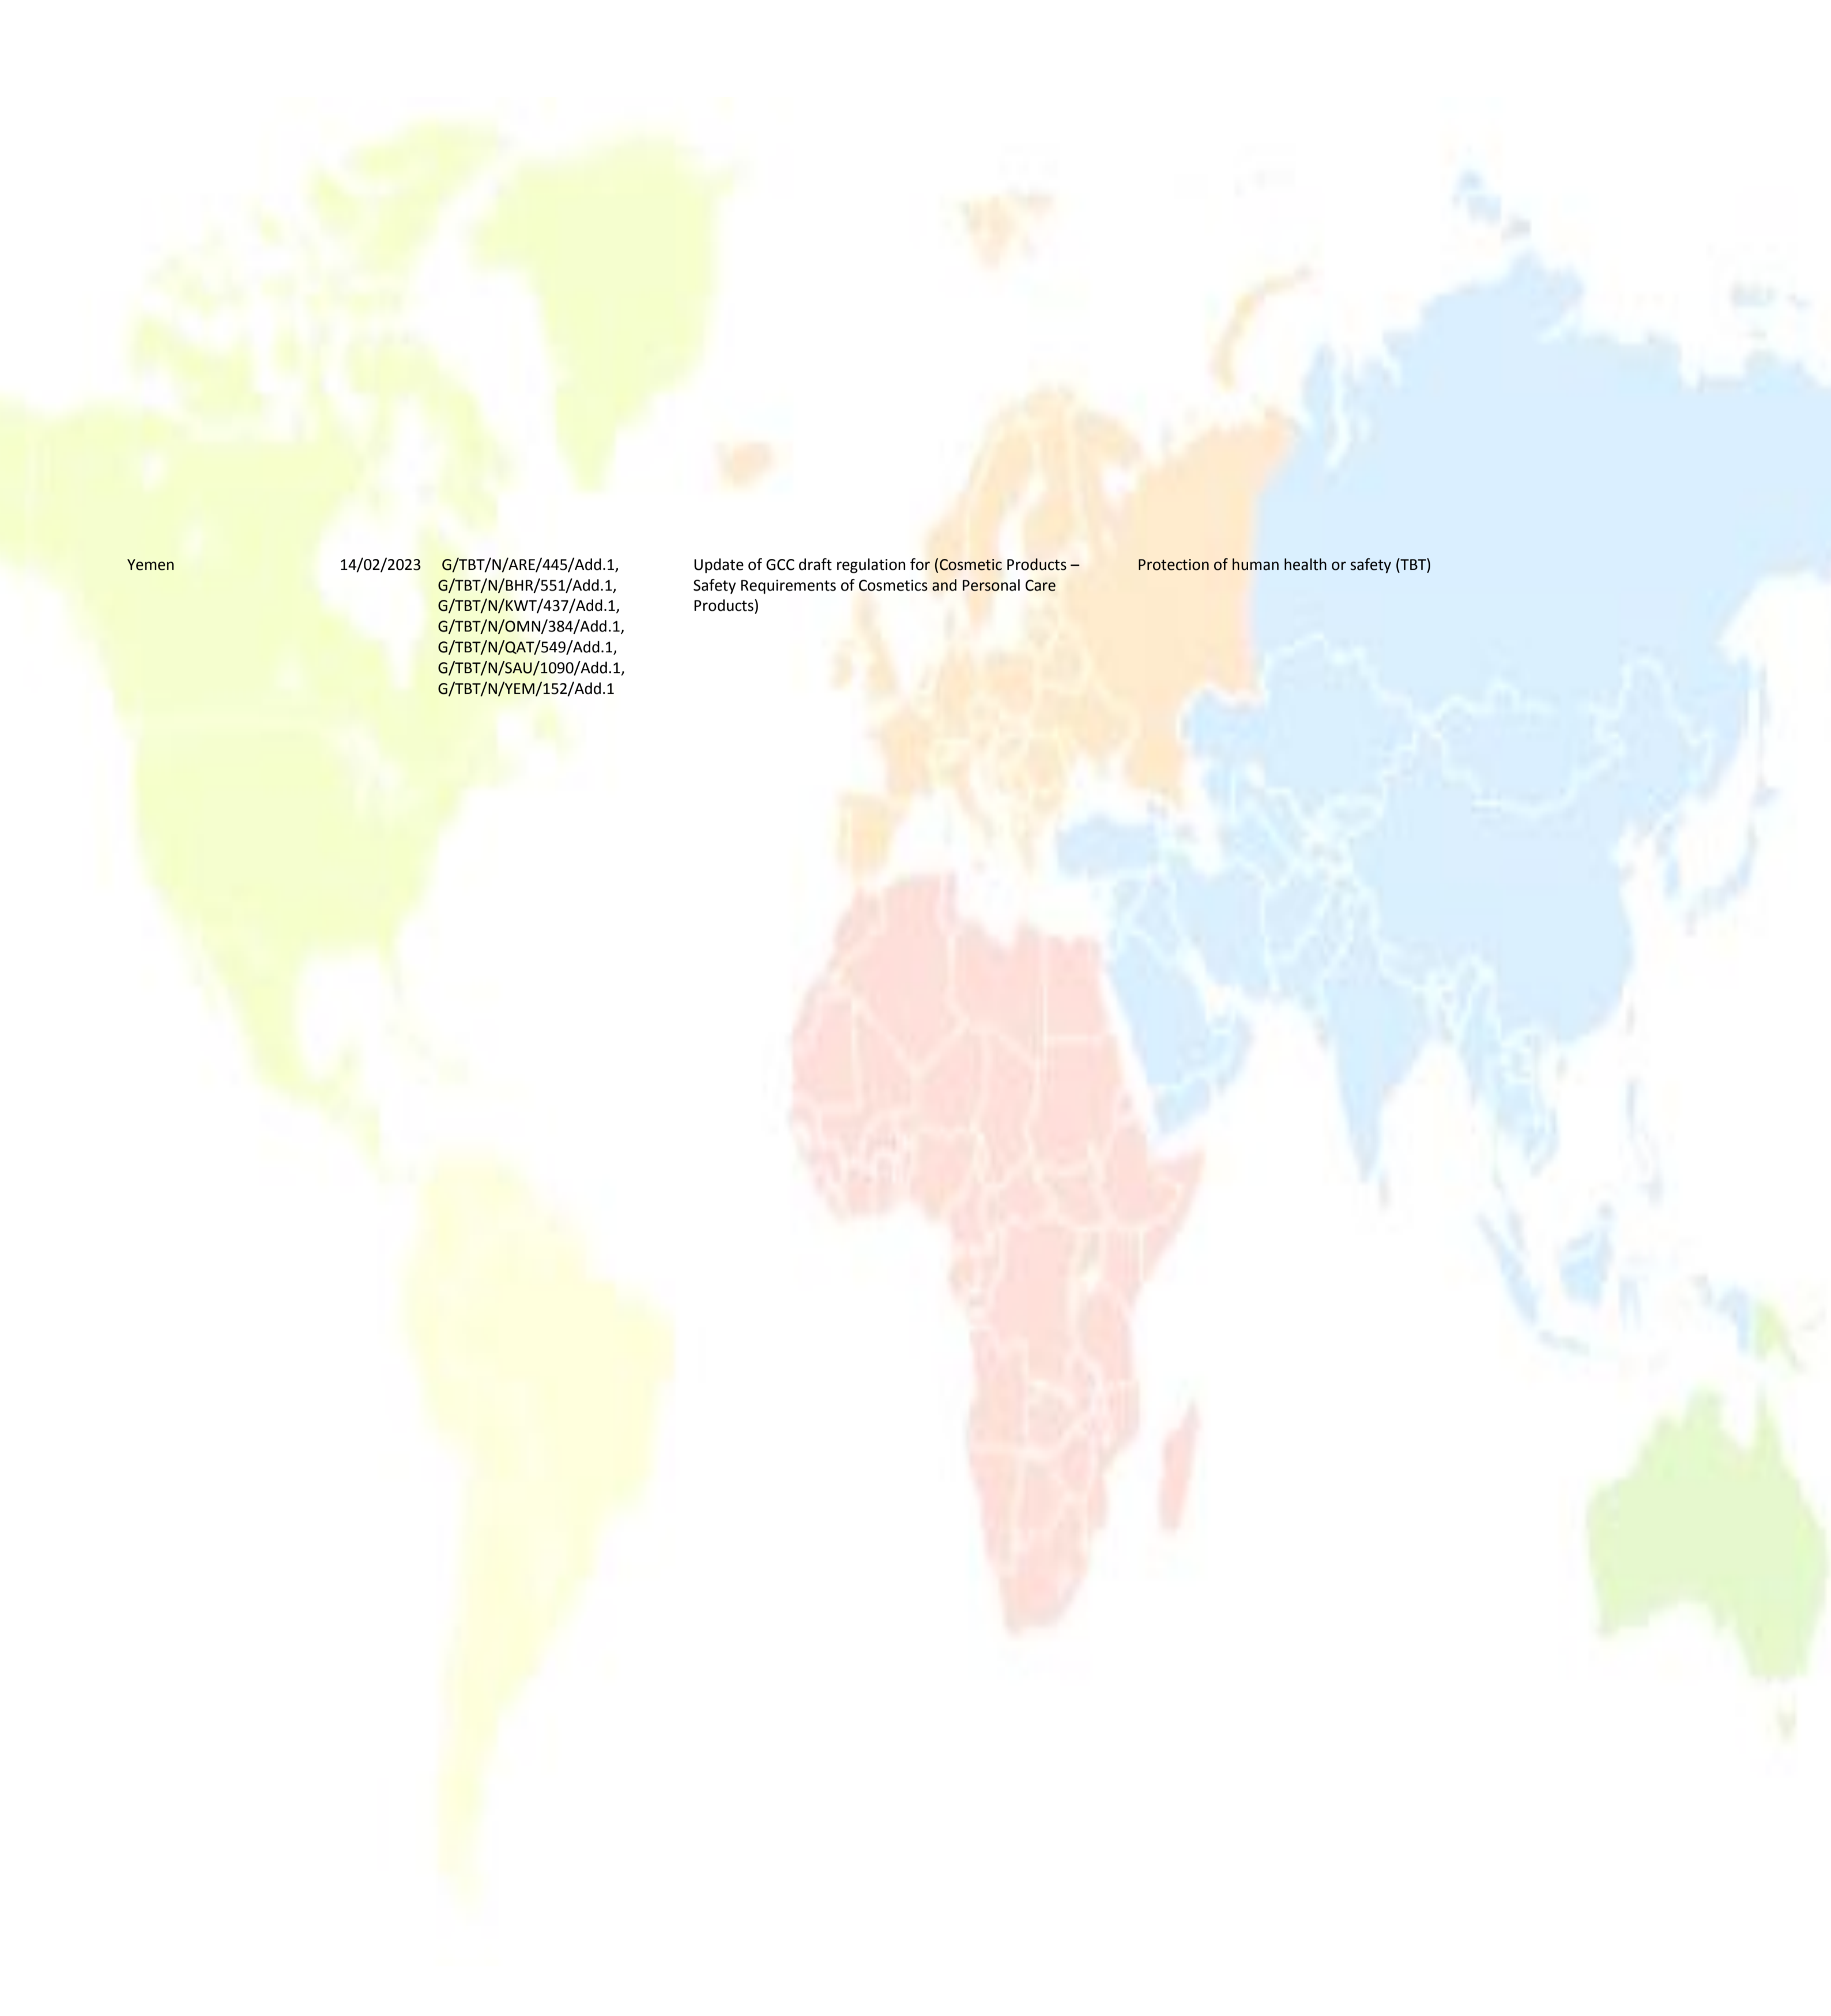 Yemen 14/02/2023 G/TBT/N/ARE/445/Add.1, Update of GCC draft regulation for (Cosmetic Products – Protection of human health or safety (TBT)
G/TBT/N/BHR/551/Add.1, Safety Requirements of Cosmetics and Personal Care
G/TBT/N/KWT/437/Add.1, Products)
G/TBT/N/OMN/384/Add.1,
G/TBT/N/QAT/549/Add.1,
G/TBT/N/SAU/1090/Add.1,
G/TBT/N/YEM/152/Add.1